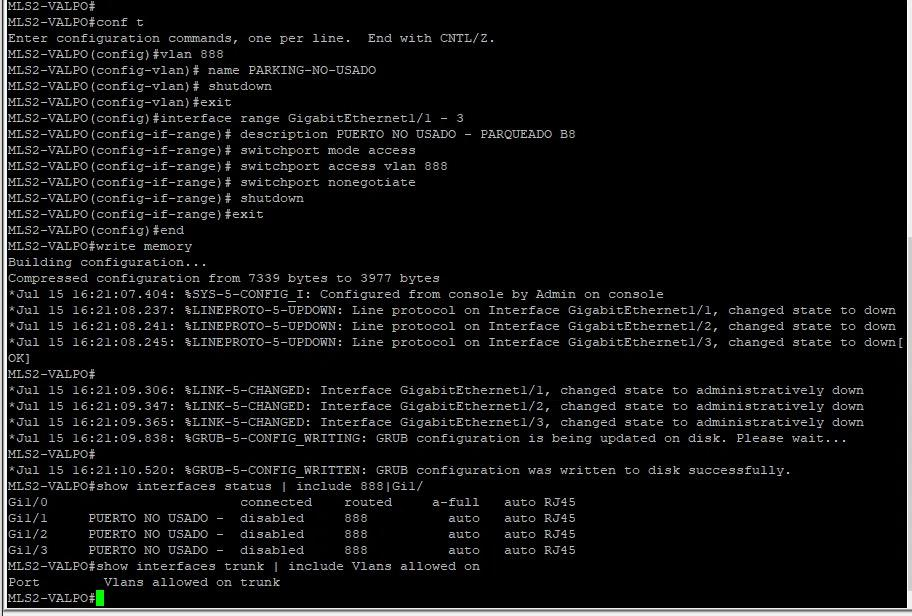 MLS2-VALPO#
MLS2-VALPO#conf t
Enter configuration commands, one per line.  End with CNTL/Z.
MLS2-VALPO(config)#vlan 888
MLS2-VALPO(config-vlan)# name PARKING-NO-USADO
MLS2-VALPO(config-vlan)# shutdown
MLS2-VALPO(config-vlan)#exit
MLS2-VALPO(config)#interface range GigabitEthernet1/1 - 3
MLS2-VALPO(config-if-range)# description PUERTO NO USADO - PARQUEADO B8
MLS2-VALPO(config-if-range)# switchport mode access
MLS2-VALPO(config-if-range)# switchport access vlan 888
MLS2-VALPO(config-if-range)# switchport nonegotiate
MLS2-VALPO(config-if-range)# shutdown
MLS2-VALPO(config-if-range)#exit
MLS2-VALPO(config)#end
MLS2-VALPO#write memory
Building configuration...
Compressed configuration from 7339 bytes to 3977 bytes
*Jul 15 16:21:07.404: %SYS-5-CONFIG_I: Configured from console by Admin on console
*Jul 15 16:21:08.237: %LINEPROTO-5-UPDOWN: Line protocol on Interface GigabitEthernet1/1, changed state to down
*Jul 15 16:21:08.241: %LINEPROTO-5-UPDOWN: Line protocol on Interface GigabitEthernet1/2, changed state to down
*Jul 15 16:21:08.245: %LINEPROTO-5-UPDOWN: Line protocol on Interface GigabitEthernet1/3, changed state to down[
OK]
MLS2-VALPO#
*Jul 15 16:21:09.306: %LINK-5-CHANGED: Interface GigabitEthernet1/1, changed state to administratively down
*Jul 15 16:21:09.347: %LINK-5-CHANGED: Interface GigabitEthernet1/2, changed state to administratively down
*Jul 15 16:21:09.365: %LINK-5-CHANGED: Interface GigabitEthernet1/3, changed state to administratively down
*Jul 15 16:21:09.838: %GRUB-5-CONFIG_WRITING: GRUB configuration is being updated on disk. Please wait...
MLS2-VALPO#
*Jul 15 16:21:10.520: %GRUB-5-CONFIG_WRITTEN: GRUB configuration was written to disk successfully.
MLS2-VALPO#show interfaces status | include 888|Gi1/
Gi1/0                        connected    routed     a-full   auto RJ45
Gi1/1     PUERTO NO USADO -  disabled     888          auto   auto RJ45
Gi1/2     PUERTO NO USADO -  disabled     888          auto   auto RJ45
Gi1/3     PUERTO NO USADO -  disabled     888          auto   auto RJ45
MLS2-VALPO#show interfaces trunk | include Vlans allowed on
Port        Vlans allowed on trunk
MLS2-VALPO#